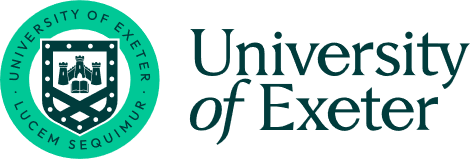 UNIVERSITY OF EXETER
LUCEM SEQUIMUR
University
of Exeter